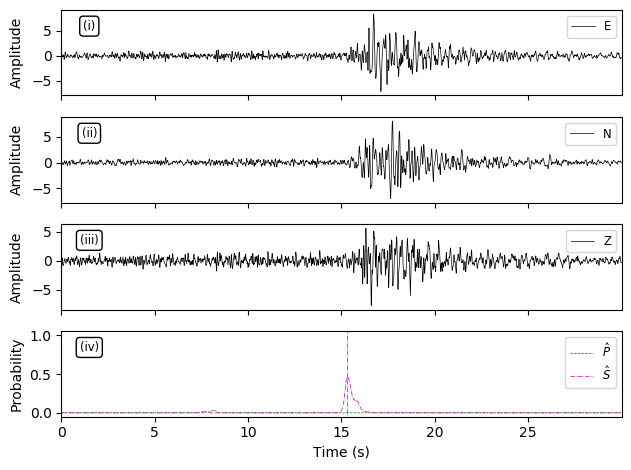 Amplitude
5
0
−5
(i)
E
Amplitude
5
0
−5
(ii)
N
Amplitude
5
0
−5
(iii)
Z
Probability
1.0
0.5
0.0
(iv)
P̂
Ŝ
0 5 10 15 20 25
Time (s)